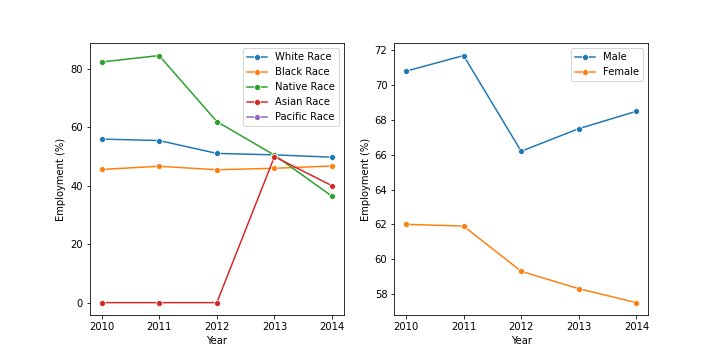 80
60
40
20
0
Employment (%)
2010 2011 2012 2013 2014
Year
White Race
Black Race
Native Race
Asian Race
Pacific Race
72
70
68
66
64
62
60
58
Employment (%)
2010 2011 2012 2013 2014
Year
Male
Female